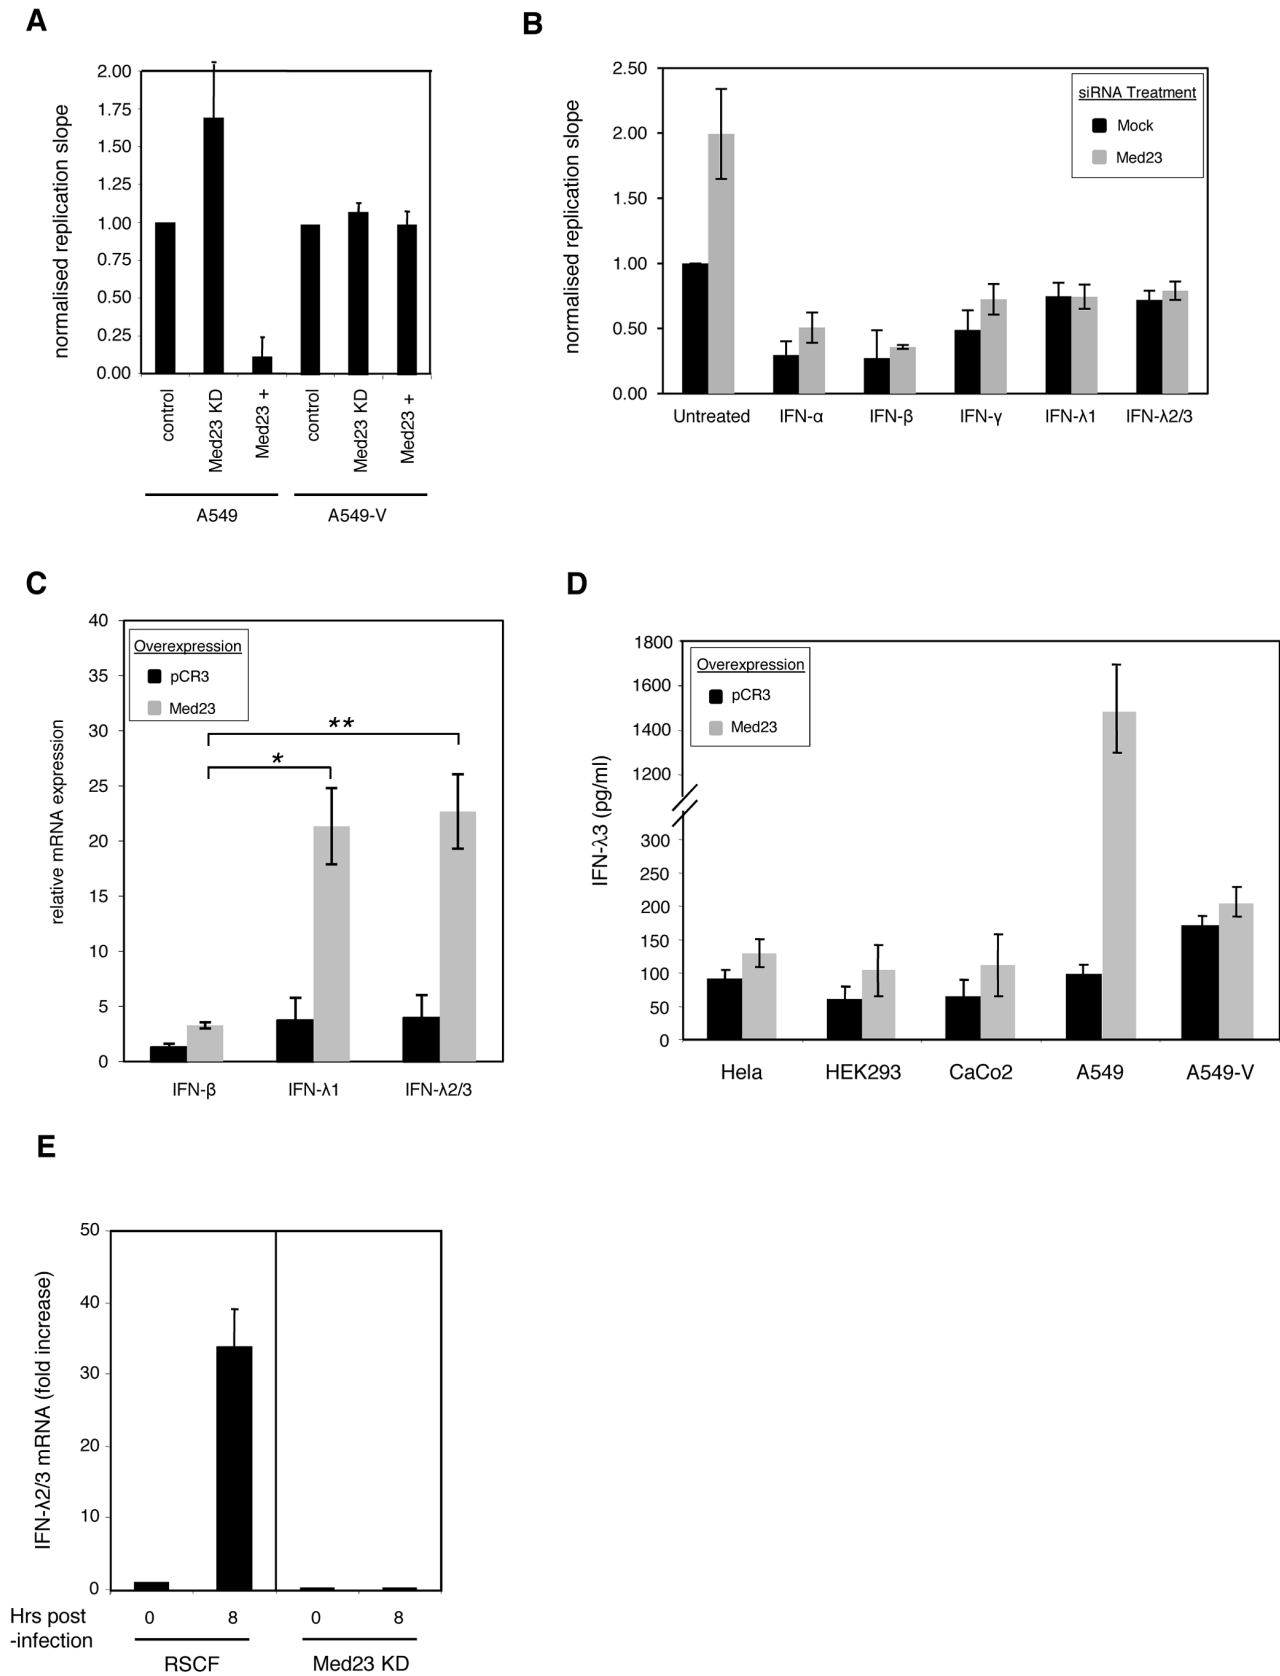 A
normalised replication slope
2.00
1.75
1.50
1.25
1.00
0.75
0.50
0.25
0.00
control
Med23 KD
Med23 +
control
Med23 KD
Med23 +
A549
A549-V
B
normalised replication slope
2.50
2.00
1.50
1.00
0.50
0.00
siRNA Treatment
Mock
Med23
Untreated
IFN-α
IFN-β
IFN-γ
IFN-λ1
IFN-λ2/3
C
relative mRNA expression
40
35
30
25
20
15
10
5
0
Overexpression
pCR3
Med23
**
*
IFN-β
IFN-λ1
IFN-λ2/3
D
IFN-λ3 (pg/ml)
1800
1600
1400
1200
300
250
200
150
100
50
0
Overexpression
pCR3
Med23
Hela
HEK293
CaCo2
A549
A549-V
E
IFN-λ2/3 mRNA (fold increase)
50
40
30
20
10
0
Hrs post
-infection
0
8
0
8
RSCF
Med23 KD